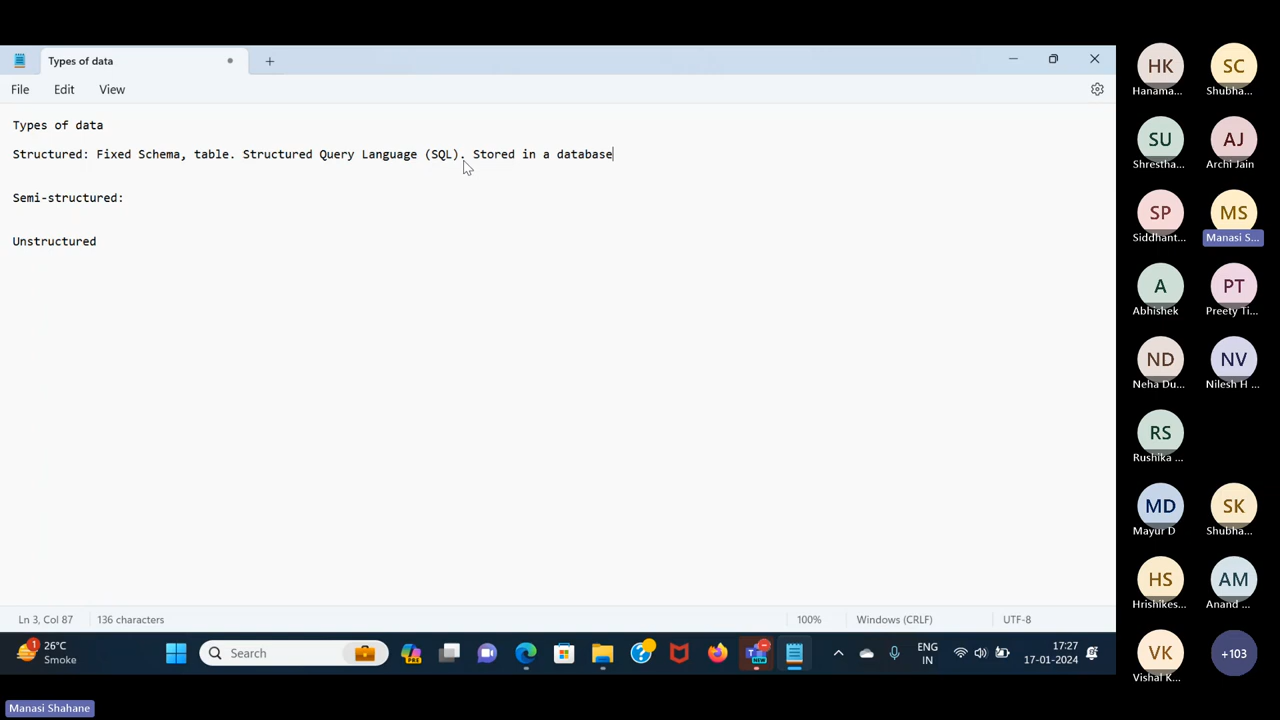 Types of data
File Edit View
Types of data
Structured: Fixed Schema, table. Structured Query Language (SQL). Stored in a database
Semi-structured:
Unstructured
Ln 3, Col 87 136 characters 100% Windows (CRLF) UTF-8
1 26°C
Smoke
Search
PRE
NEW
ENG
IN
17:27
17-01-2024
HK SC
Hanama... Shubha...
SU AJ
Shrestha... Archi Jain
SP MS
Siddhant... Manasi S...
A PT
Abhishek Preety Ti...
ND NV
Neha Du... Nilesh H ...
RS
Rushika ...
MD SK
Mayur D Shubha...
HS AM
Hrishikes... Anand ...
VK +103
Vishal K...
Manasi Shahane